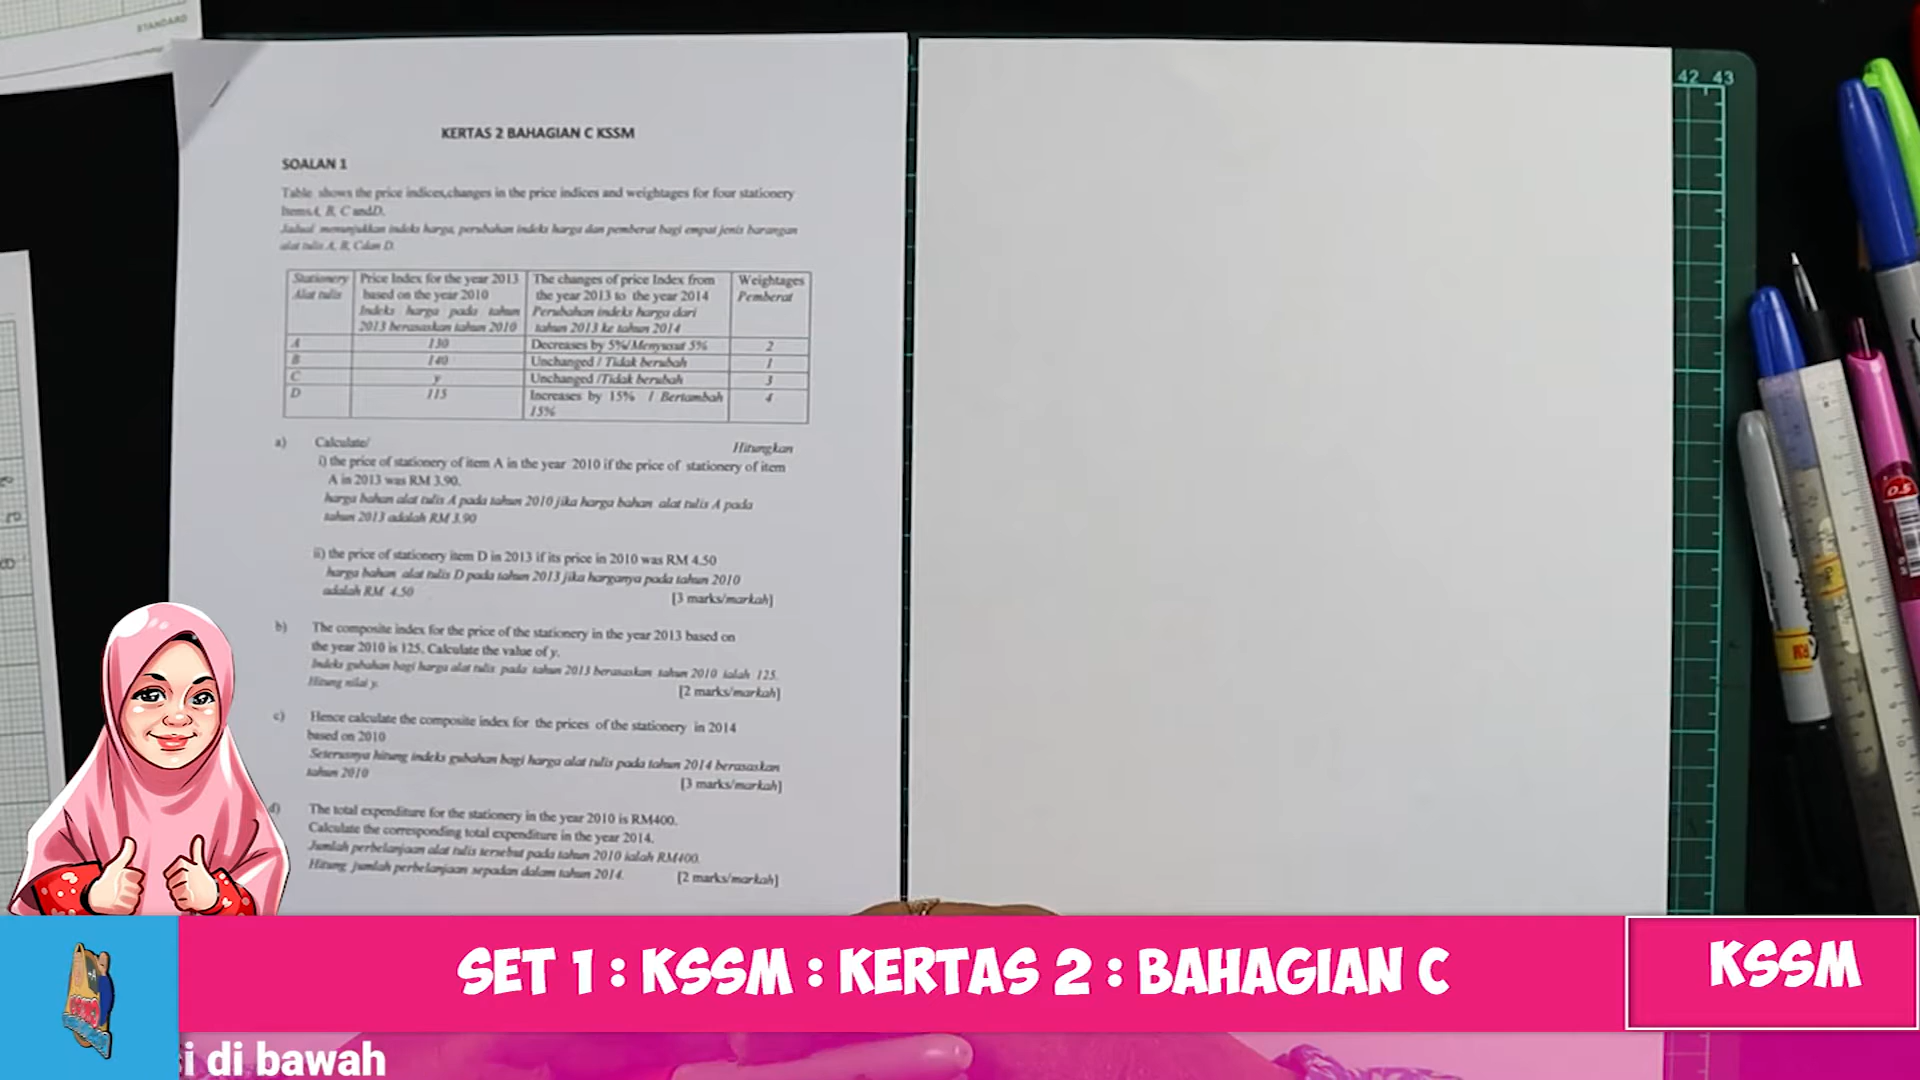 STANDARD
42 43
KERTAS 2 BAHAGIAN C KSSM
SOALAN 1
Table shows the price indices,changes in the price indices and weightages for four stationery
ItemsA, B, C andD.
Jadual menunjukkan indeks harga, perubahan indeks harga dan pemberat bagi empat jenis barangan
alat tulis A, B, Cdan D.
Stationery Price Index for the year 2013 The changes of price Index from Weightages
Alat tulis based on the year 2010 the year 2013 to the year 2014 Pemberat
Indeks harga pada tahun Perubahan indeks harga dari
2013 berasaskan tahun 2010 tahun 2013 ke tahun 2014
A 130 Decreases by 5%/Menyusut 5% 2
B 140 Unchanged / Tidak berubah 1
C y Unchanged /Tidak berubah 3
D 115 Increases by 15% / Bertambah 4
15%
a) Calculate/ Hitungkan
i) the price of stationery of item A in the year 2010 if the price of stationery of item
A in 2013 was RM 3.90.
harga bahan alat tulis A pada tahun 2010 jika harga bahan alat tulis A pada
tahun 2013 adalah RM 3.90
ii) the price of stationery item D in 2013 if its price in 2010 was RM 4.50
harga bahan alat tulis D pada tahun 2013 jika harganya pada tahun 2010
adalah RM 4.50 [3 marks/markah]
b) The composite index for the price of the stationery in the year 2013 based on
the year 2010 is 125. Calculate the value of y.
Indeks gubahan bagi harga alat tulis pada tahun 2013 berasaskan tahun 2010 ialah 125.
Hitung nilai y. [2 marks/markah]
c) Hence calculate the composite index for the prices of the stationery in 2014
based on 2010
Seterusnya hitung indeks gubahan bagi harga alat tulis pada tahun 2014 berasaskan
tahun 2010 [3 marks/markah]
d) The total expenditure for the stationery in the year 2010 is RM400.
Calculate the corresponding total expenditure in the year 2014.
Jumlah perbelanjaan alat tulis tersebut pada tahun 2010 ialah RM400.
Hitung jumlah perbelanjaan sepadan dalam tahun 2014. [2 marks/markah]
0.5
SET 1 : KSSM : KERTAS 2 : BAHAGIAN C
KSSM
si di bawah